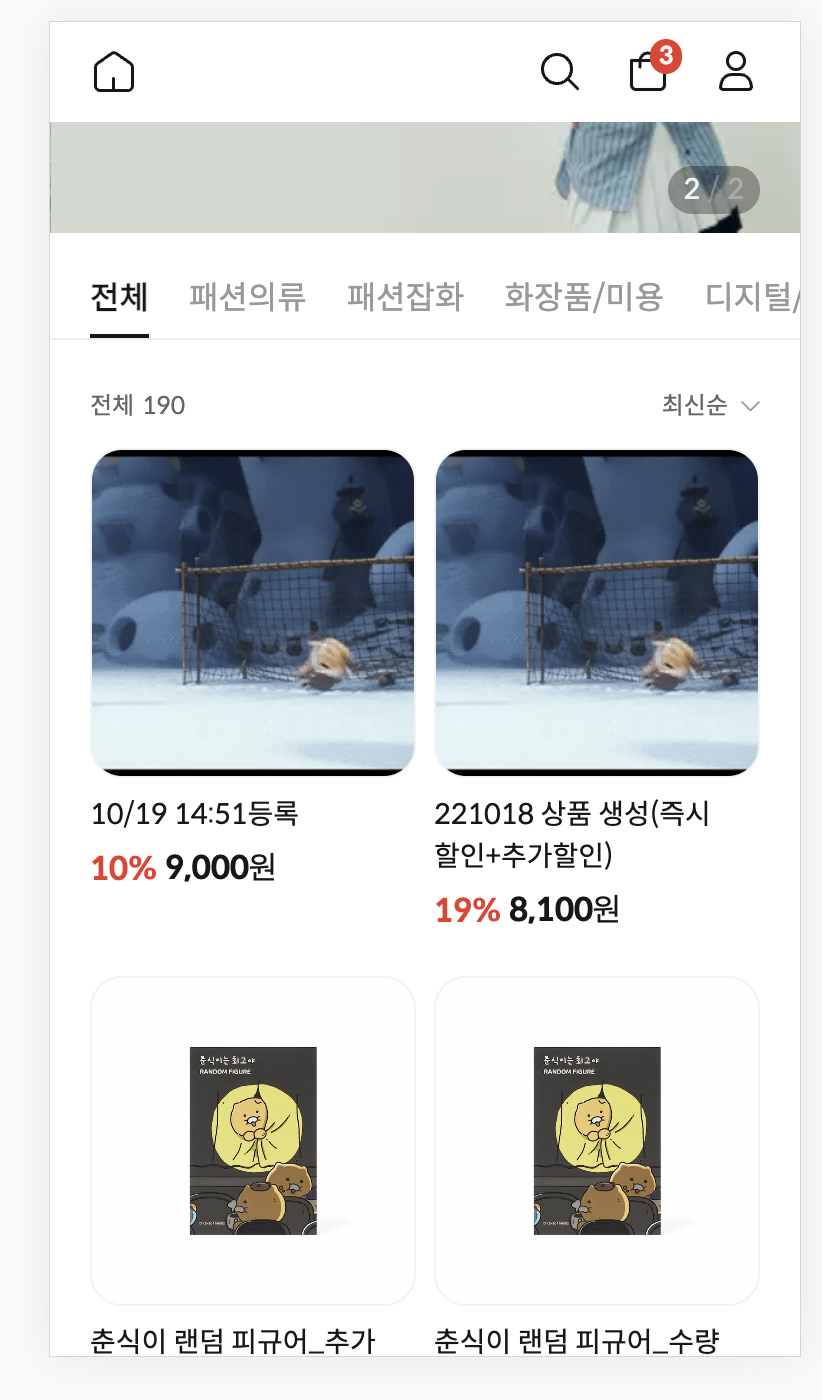 3
2 / 2
전체 패션의류 패션잡화 화장품/미용 디지털/
전체 190 최신순
10/19 14:51등록
10% 9,000원
221018 상품 생성(즉시
할인+추가할인)
19% 8,100원
춘식이는 최고야
RANDOM FIGURE
춘식이는 최고야
RANDOM FIGURE
춘식이 랜덤 피규어_추가
춘식이 랜덤 피규어_수량